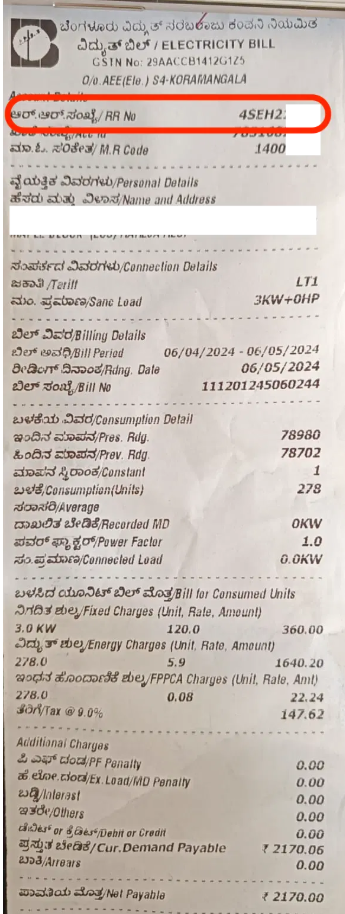 ಬೆಂಗಳೂರು ವಿದ್ಯುತ್ ಸರಬರಾಜು ಕಂಪನಿ ನಿಯಮಿತ
ವಿದ್ಯುತ್ ಬಿಲ್ / ELECTRICITY BILL
GSTIN No: 29AACCB1412G1Z5
O/o.AEE(Ele.) S4-KORAMANGALA
Account Details
ಆರ್.ಆರ್.ಸಂಖ್ಯೆ/ RR No 4SEH2
ಮಾ.ಓ. ಸಂಕೇತ/ M.R Code 1400
ವೈಯಕ್ತಿಕ ವಿವರಗಳು/Personal Details
ಹೆಸರು ಮತ್ತು ವಿಳಾಸ/Name and Address
ಸಂಪರ್ಕದ ವಿವರಗಳು/Connection Details
ಜಕಾತಿ /Tariff LT1
ಮಂ. ಪ್ರಮಾಣ/Sanc Load 3KW+0HP
ಬಿಲ್ ವಿವರ/Billing Details
ಬಿಲ್ ಅವಧಿ/Bill Period 06/04/2024 - 06/05/2024
ರೀಡಿಂಗ್ ದಿನಾಂಕ/Rdng. Date 06/05/2024
ಬಿಲ್ ಸಂಖ್ಯೆ/Bill No 111201245060244
ಬಳಕೆಯ ವಿವರ/Consumption Detail
ಇಂದಿನ ಮಾಪನ/Pres. Rdg. 78980
ಹಿಂದಿನ ಮಾಪನ/Prev. Rdg. 78702
ಮಾಪನ ಸ್ಥಿರಾಂಕ/Constant 1
ಬಳಕೆ/Consumption(Units) 278
ಸರಾಸರಿ/Average
ದಾಖಲಿತ ಬೇಡಿಕೆ/Recorded MD 0KW
ಪವರ್ ಫ್ಯಾಕ್ಟರ್/Power Factor 1.0
ಸಂ.ಪ್ರಮಾಣ/Connected Load 0.0KW
ಬಳಸಿದ ಯೂನಿಟ್ ಬಿಲ್ ಮೊತ್ತ/Bill for Consumed Units
ನಿಗದಿತ ಶುಲ್ಕ/Fixed Charges (Unit, Rate, Amount)
3.0 KW 120.0 360.00
ವಿದ್ಯುತ್ ಶುಲ್ಕ/Energy Charges (Unit, Rate, Amount)
278.0 5.9 1640.20
ಇಂಧನ ಹೊಂದಾಣಿಕೆ ಶುಲ್ಕ/FPPCA Charges (Unit, Rate, Amt)
278.0 0.08 22.24
ತೆರಿಗೆ/Tax @ 9.0% 147.62
Additional Charges
ಪಿ ಎಫ್ ದಂಡ/PF Penalty 0.00
ಹೆ ಲೋ.ದಂಡ/Ex.Load/MD Penalty 0.00
ಬಡ್ಡಿ/Interest 0.00
ಇತರೇ/Others 0.00
ಡೆಬಿಟ್ or ಕ್ರೆಡಿಟ್/Debit or Credit 0.00
ಪ್ರಸ್ತುತ ಬೇಡಿಕೆ/Cur.Demand Payable ₹ 2170.06
ಬಾಕಿ/Arrears 0.00
ಪಾವತಿಯ ಮೊತ್ತ/Net Payable ₹ 2170.00